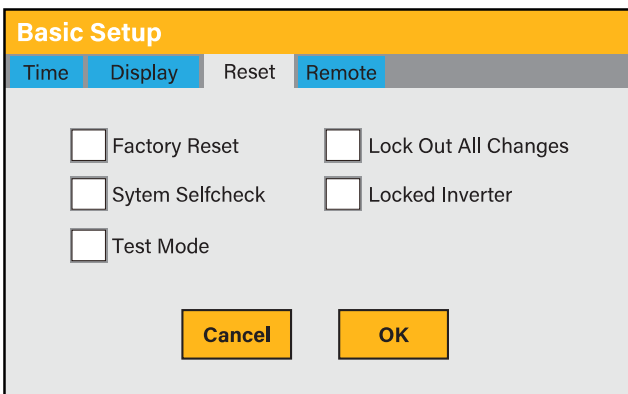 Basic Setup
Time Display Reset Remote
Factory Reset Lock Out All Changes
Sytem Selfcheck Locked Inverter
Test Mode
Cancel OK